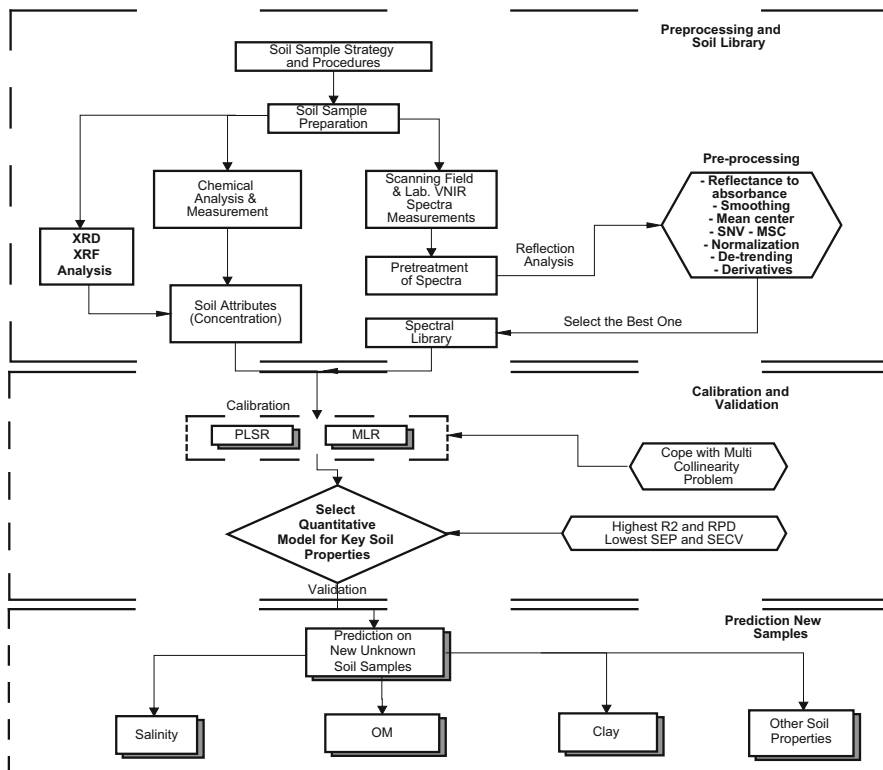 Preprocessing and
Soil Library
Soil Sample Strategy
and Procedures
Soil Sample
Preparation
Chemical
Analysis &
Measurement
Scanning Field
& Lab. VNIR
Spectra
Measurements
Pre-processing
- Reflectance to
absorbance
- Smoothing
- Mean center
- SNV - MSC
- Normalization
- De-trending
- Derivatives
XRD
XRF
Analysis
Pretreatment
of Spectra
Reflection
Analysis
Soil Attributes
(Concentration)
Spectral
Library
Select the Best One
Calibration and
Validation
Calibration
PLSR
MLR
Cope with Multi
Collinearity
Problem
Select
Quantitative
Model for Key Soil
Properties
Highest R2 and RPD
Lowest SEP and SECV
Validation
Prediction New
Samples
Prediction on
New Unknown
Soil Samples
Salinity
OM
Clay
Other Soil
Properties